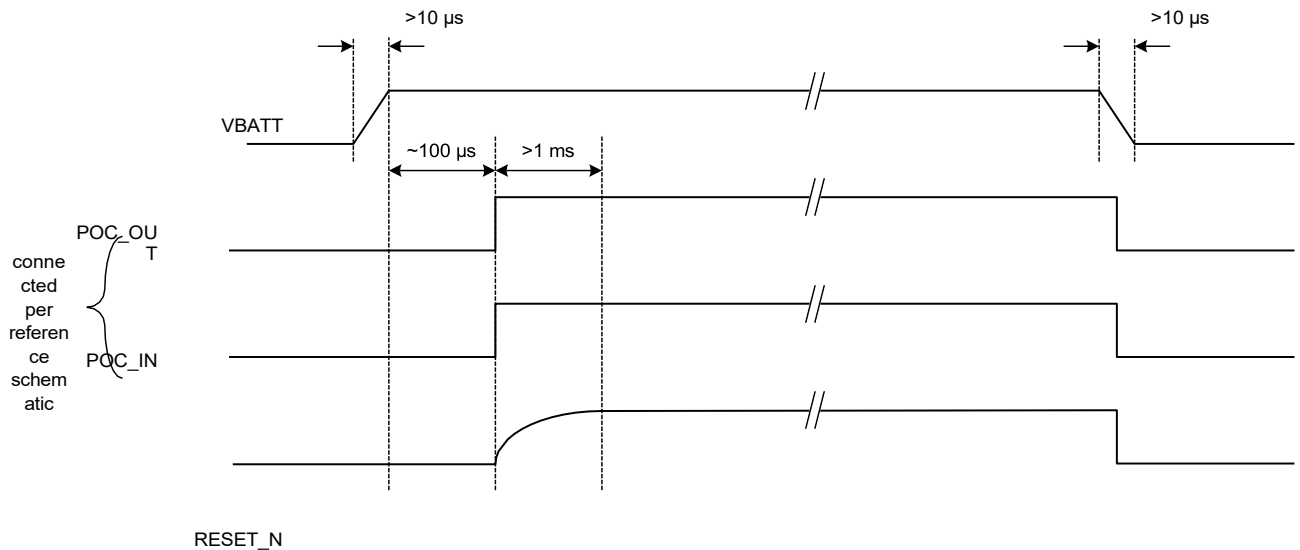 >10 µs
>10 µs
VBATT
~100 µs
>1 ms
POC_OU
T
conne
cted
per
referen
ce
schem
atic
POC_IN
RESET_N